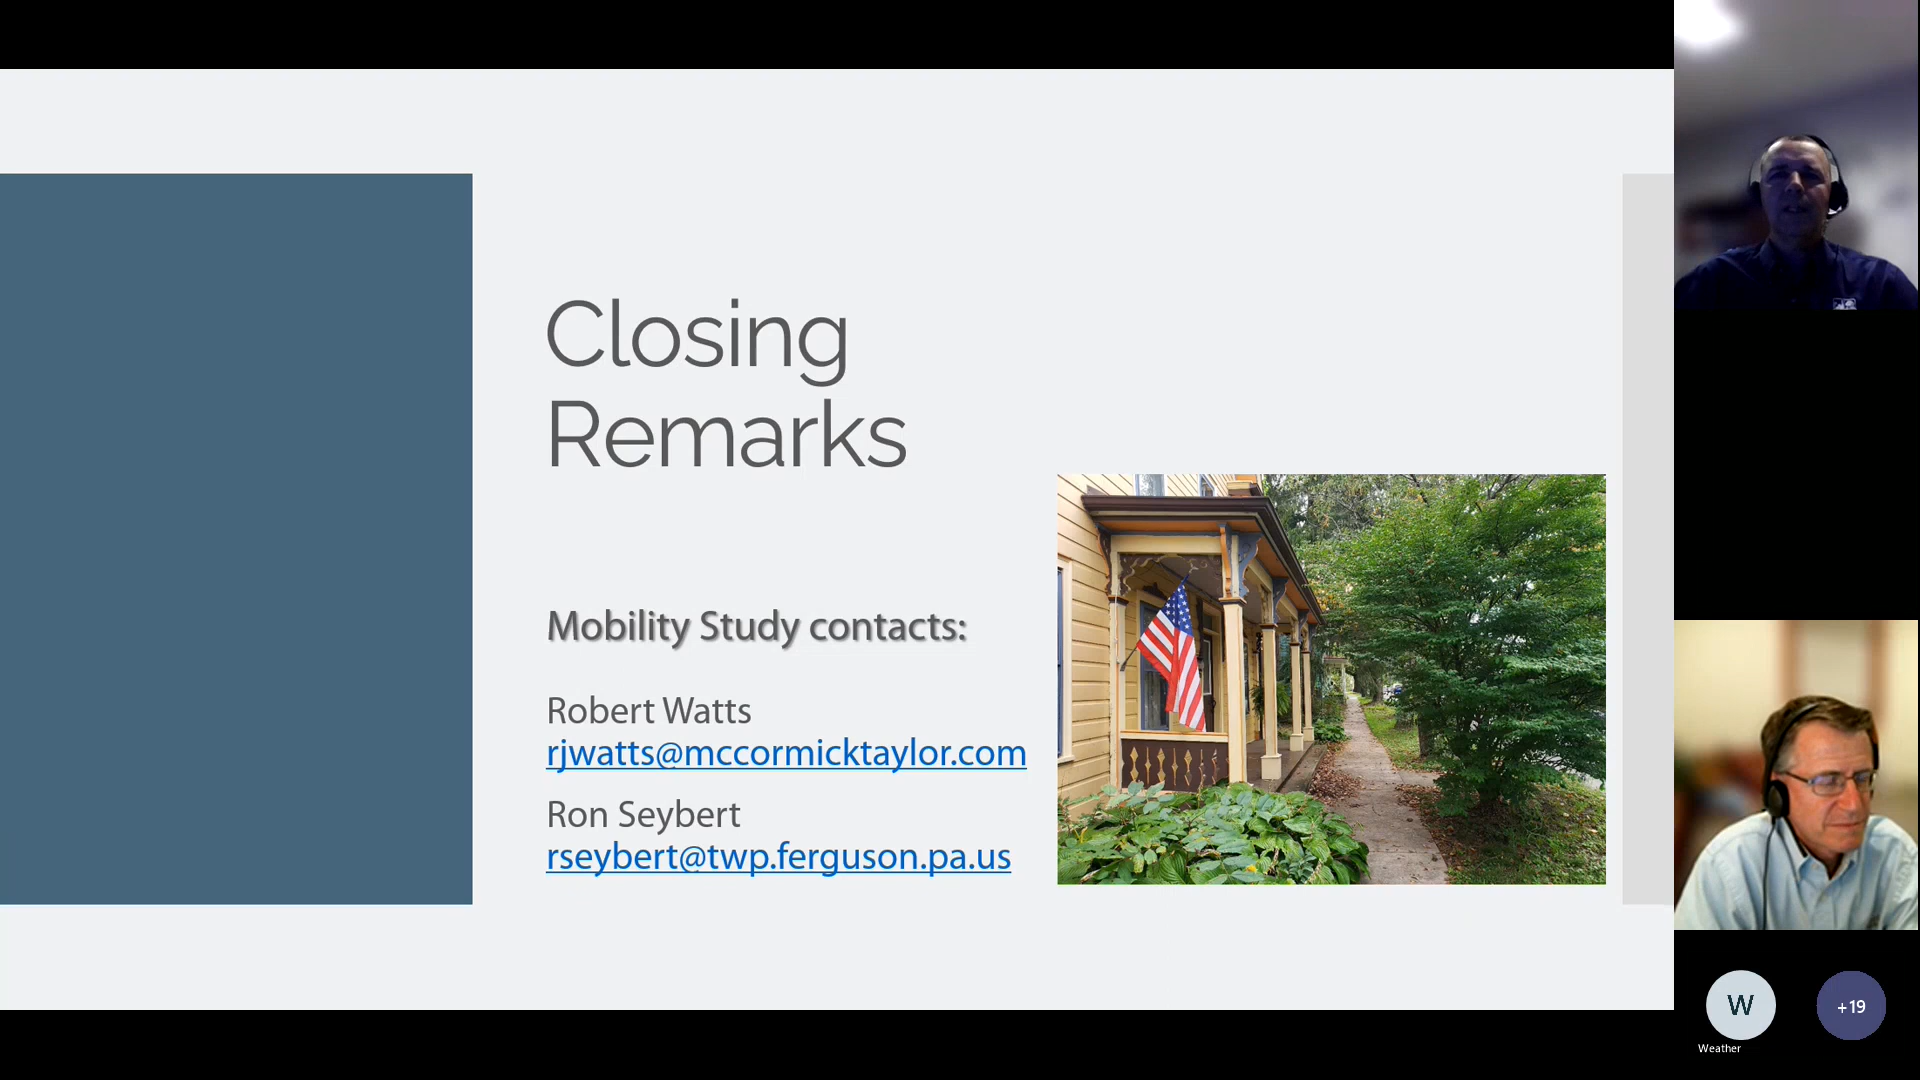 Closing
Remarks
Mobility Study contacts:
Robert Watts
rjwatts@mccormicktaylor.com
Ron Seybert
rseybert@twp.ferguson.pa.us
W
+19
Weather